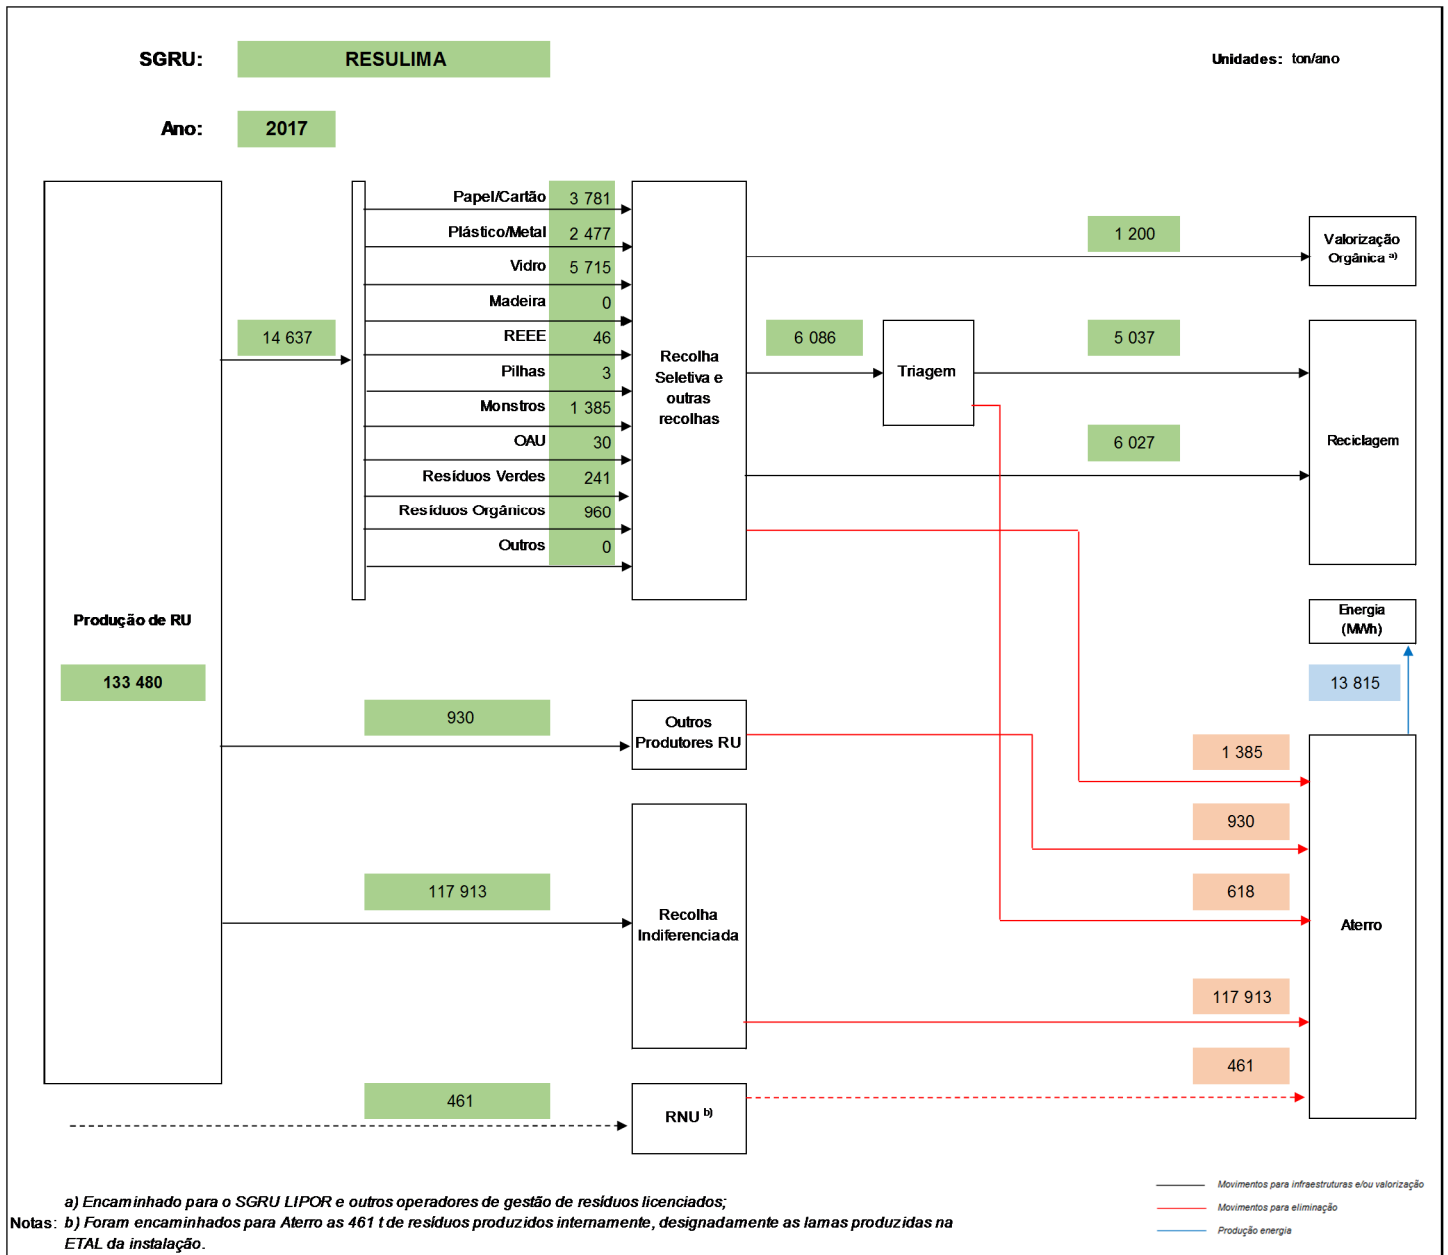 SGRU: RESULIMA Unidades: ton/ano
Ano: 2017
Papel/Cartão 3 781
Plástico/Metal 2 477
Vidro 5 715
Madeira 0
REEE 46
Pilhas 3
Monstros 1 385
OAU 30
Resíduos Verdes 241
Resíduos Orgânicos 960
Outros 0
14 637
Produção de RU
133 480
Recolha
Seletiva e
outras
recolhas
1 200
Valorização
Orgânica a)
6 086
Triagem
5 037
6 027
Reciclagem
Energia
(MWh)
13 815
930
Outros
Produtores RU
117 913
Recolha
Indiferenciada
461
RNU b)
1 385
930
618
117 913
461
Aterro
a) Encaminhado para o SGRU LIPOR e outros operadores de gestão de resíduos licenciados;
Notas: b) Foram encaminhados para Aterro as 461 t de resíduos produzidos internamente, designadamente as lamas produzidas na
ETAL da instalação.
Movimentos para infraestruturas e/ou valorização
Movimentos para eliminação
Produção energia